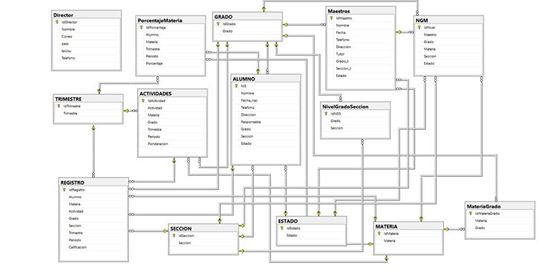 Director
IdDirector
Nombre
Correo
pass
NoDui
Telefono
PorcentajeMateria
IdPorcentaje
Alumno
Materia
Trimestre
Periodo
Porcentaje
GRADO
IdGrado
Grado
Maestros
IdMaestro
Nombre
Fecha
Telefono
Direccion
Tutor
Grado_t
Seccion_t
Estado
NGM
IdNivel
Maestro
Grado
Materia
Seccion
Estado
TRIMESTRE
IdTrimestre
Trimestre
ACTIVIDADES
IdActividad
Actividad
Materia
Grado
Trimestre
Periodo
Ponderacion
ALUMNO
NIE
Nombre
Fecha_nac
Telefono
Direccion
Responsable
Grado
Seccion
Estado
NivelGradoSeccion
IdNGS
Grado
Seccion
REGISTRO
IdRegistro
Alumno
Materia
Actividad
Grado
Seccion
Trimestre
Periodo
Calificacion
SECCION
IdSeccion
Seccion
ESTADO
IdEstado
Estado
MATERIA
IdMateria
Materia
MateriaGrado
IdMateriaGrado
Materia
Grado